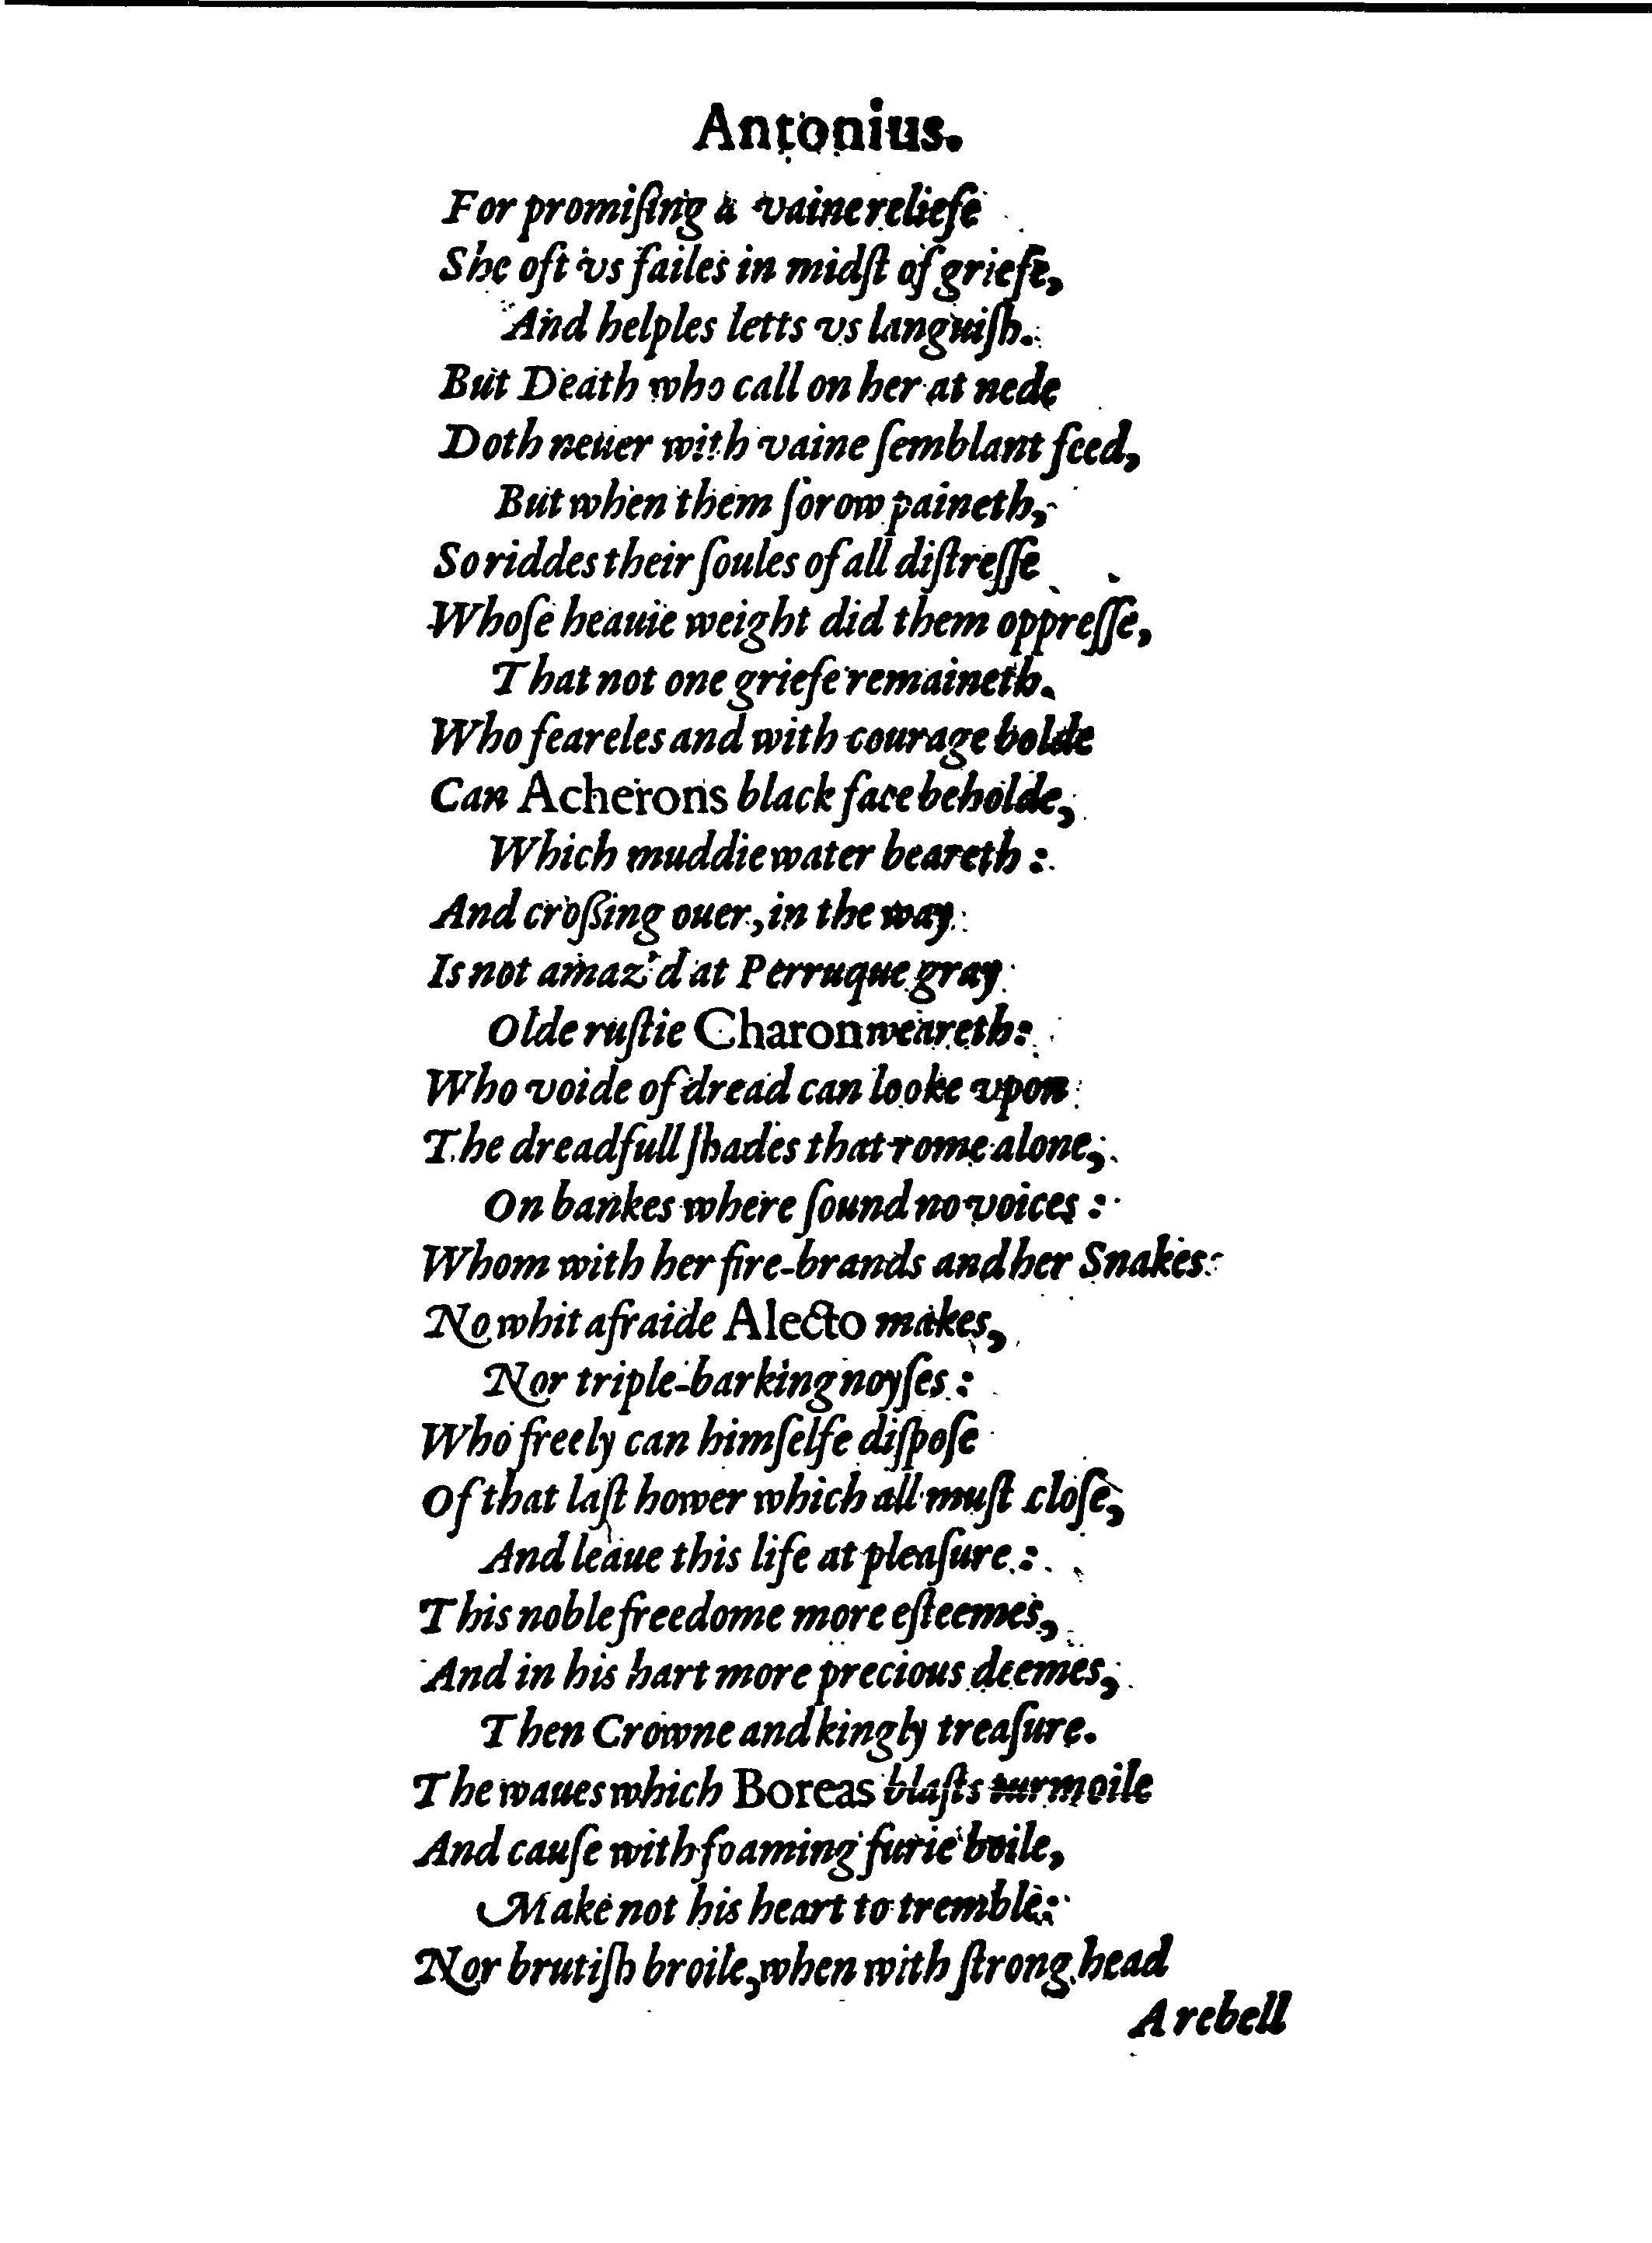 Antonius.
For promiſing a vaine reliefe
She oft vs failes in midſt of griefe,
And helples letts vs languiſh.
But Death who call on her at nede
Doth neuer with vaine ſemblant feed,
But when them ſorow paineth,
So riddes their ſoules of all diſtreſſe
Whoſe heauie weight did them oppreſſe,
That not one griefe remaineth.
Who feareles and with courage bolde
Can Acherons black face beholde,
Which muddie water beareth:
And croßing ouer, in the way
Is not amaz'd at Perruque gray
Olde ruſtie Charon weareth:
Who voide of dread can looke vpon
The dreadfull ſhades that rome alone,
On bankes where ſound no voices:
Whom with her fire-brands and her Snakes
No whit afraide Alecto makes,
Nor triple-barking noyſes:
Who freely can himſelfe diſpoſe
Of that laſt hower which all muſt cloſe,
And leaue this life at pleaſure:
This noble freedome more eſteemes,
And in his hart more precious deemes,
Then Crowne and kingly treaſure.
The waues which Boreas blaſts turmoile
And cauſe with foaming furie boile,
Make not his heart to tremble:
Nor brutiſh broile, when with ſtrong head
A rebell